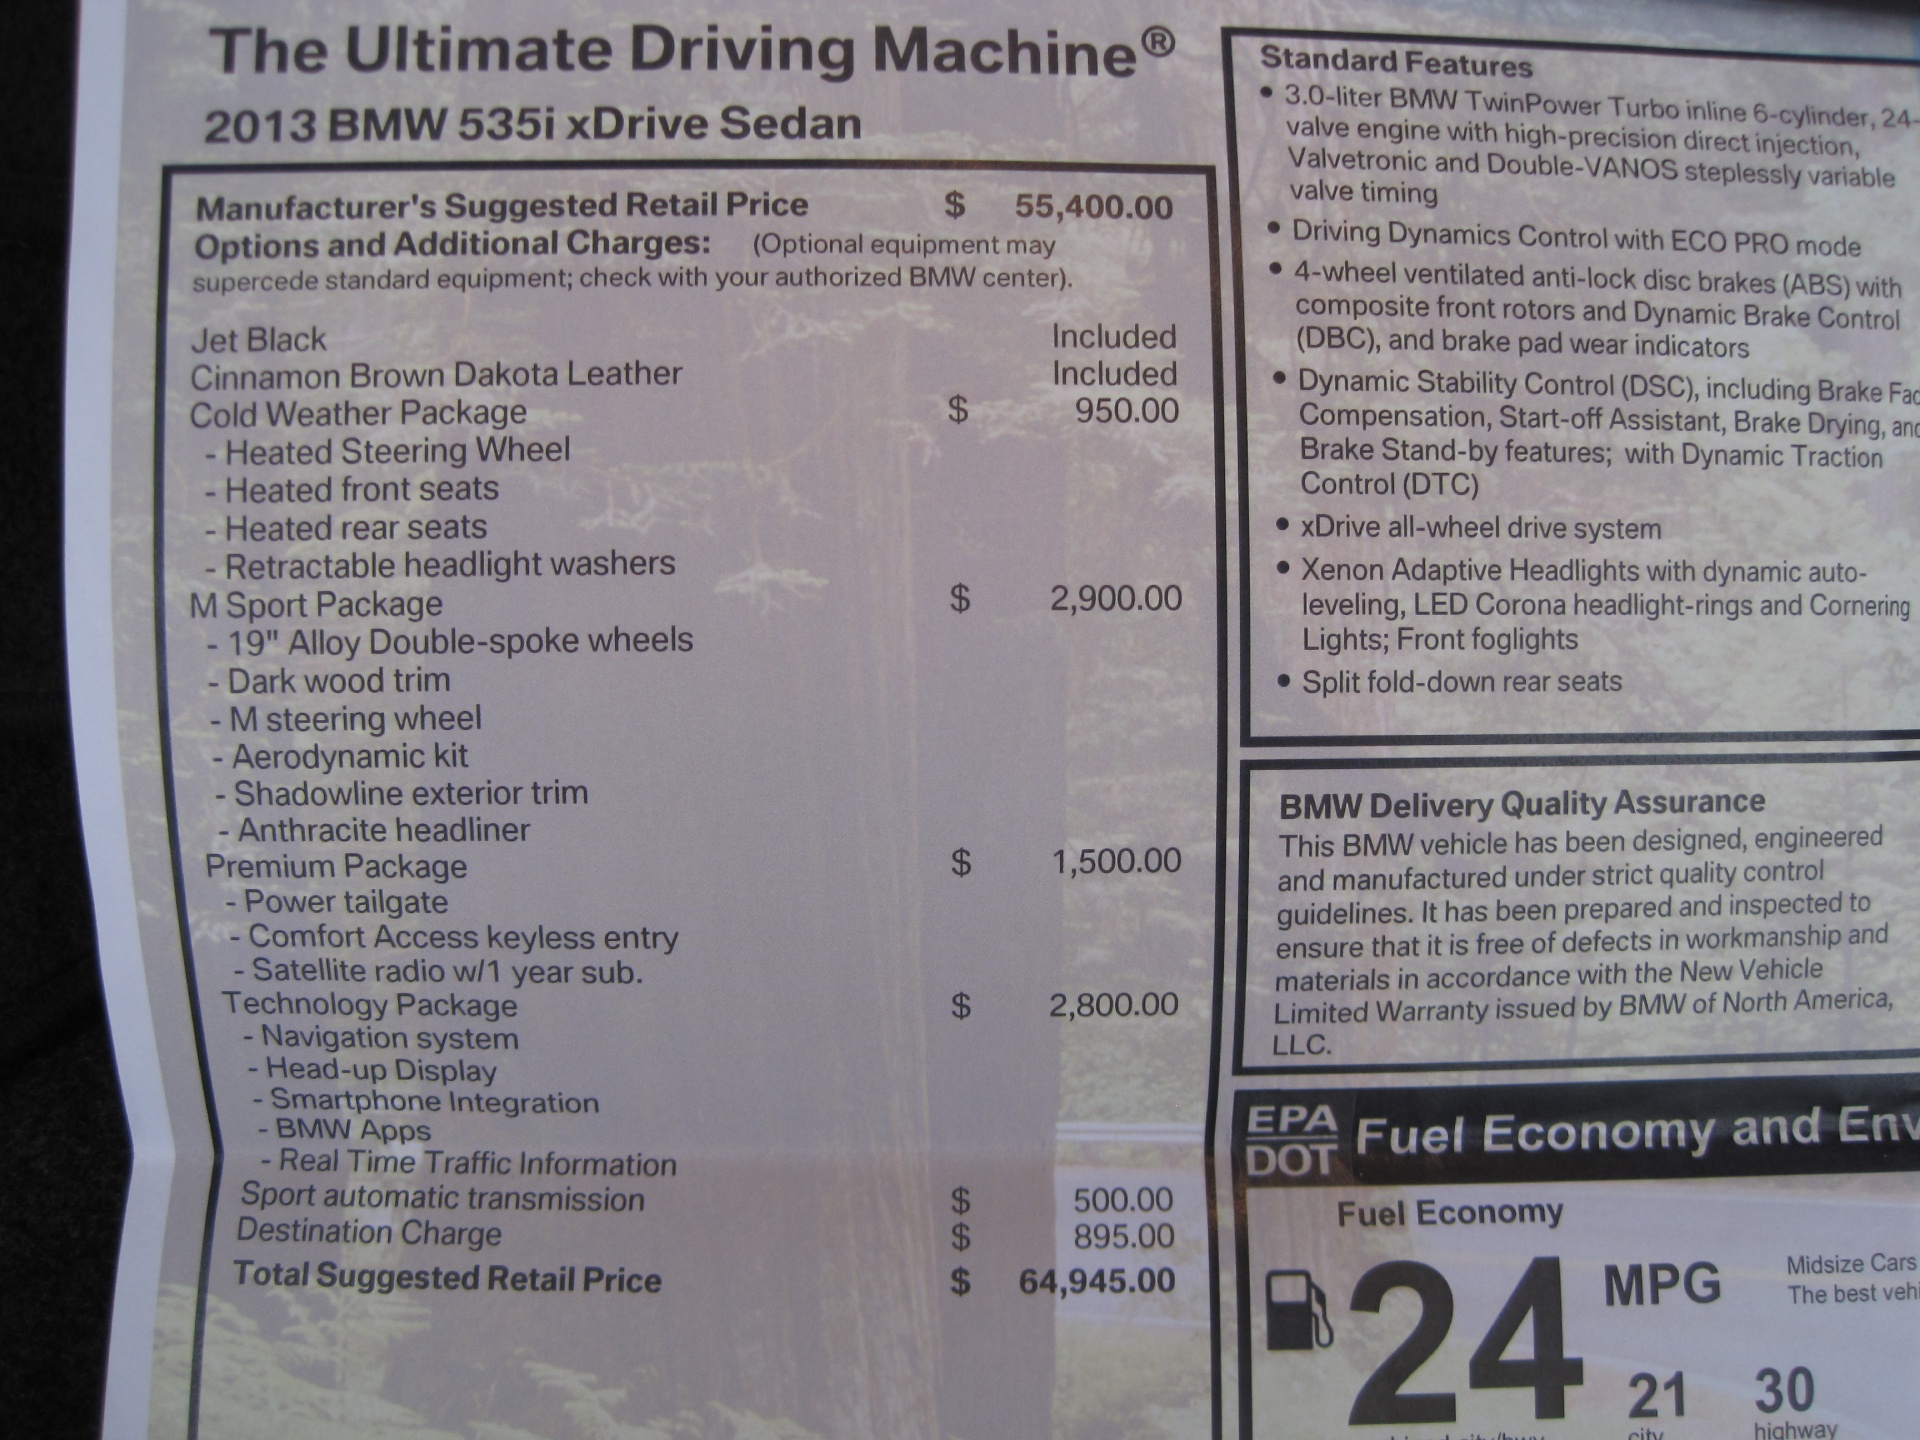 The Ultimate Driving Machine®
2013 BMW 535i xDrive Sedan
Manufacturer's Suggested Retail Price $ 55,400.00
Options and Additional Charges: (Optional equipment may
supercede standard equipment; check with your authorized BMW center).
Jet Black Included
Cinnamon Brown Dakota Leather Included
Cold Weather Package $ 950.00
- Heated Steering Wheel
- Heated front seats
- Heated rear seats
- Retractable headlight washers
M Sport Package $ 2,900.00
- 19" Alloy Double-spoke wheels
- Dark wood trim
- M steering wheel
- Aerodynamic kit
- Shadowline exterior trim
- Anthracite headliner
Premium Package $ 1,500.00
- Power tailgate
- Comfort Access keyless entry
- Satellite radio w/1 year sub.
Technology Package $ 2,800.00
- Navigation system
- Head-up Display
- Smartphone Integration
- BMW Apps
- Real Time Traffic Information
Sport automatic transmission $ 500.00
Destination Charge $ 895.00
Total Suggested Retail Price $ 64,945.00
Standard Features
• 3.0-liter BMW TwinPower Turbo inline 6-cylinder, 24-
valve engine with high-precision direct injection,
Valvetronic and Double-VANOS steplessly variable
valve timing
• Driving Dynamics Control with ECO PRO mode
• 4-wheel ventilated anti-lock disc brakes (ABS) with
composite front rotors and Dynamic Brake Control
(DBC), and brake pad wear indicators
• Dynamic Stability Control (DSC), including Brake Fad
Compensation, Start-off Assistant, Brake Drying, and
Brake Stand-by features; with Dynamic Traction
Control (DTC)
• xDrive all-wheel drive system
• Xenon Adaptive Headlights with dynamic auto-
leveling, LED Corona headlight-rings and Cornering
Lights; Front foglights
• Split fold-down rear seats
BMW Delivery Quality Assurance
This BMW vehicle has been designed, engineered
and manufactured under strict quality control
guidelines. It has been prepared and inspected to
ensure that it is free of defects in workmanship and
materials in accordance with the New Vehicle
Limited Warranty issued by BMW of North America,
LLC.
EPA
DOT
Fuel Economy and Env
Fuel Economy
24 MPG
Midsize Cars
The best vehi
21 30
city highway